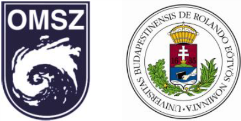 OMSZ
UNIVERSITAS BUDAPESTINENSIS DE ROLANDO EÖTVÖS NOMINATA